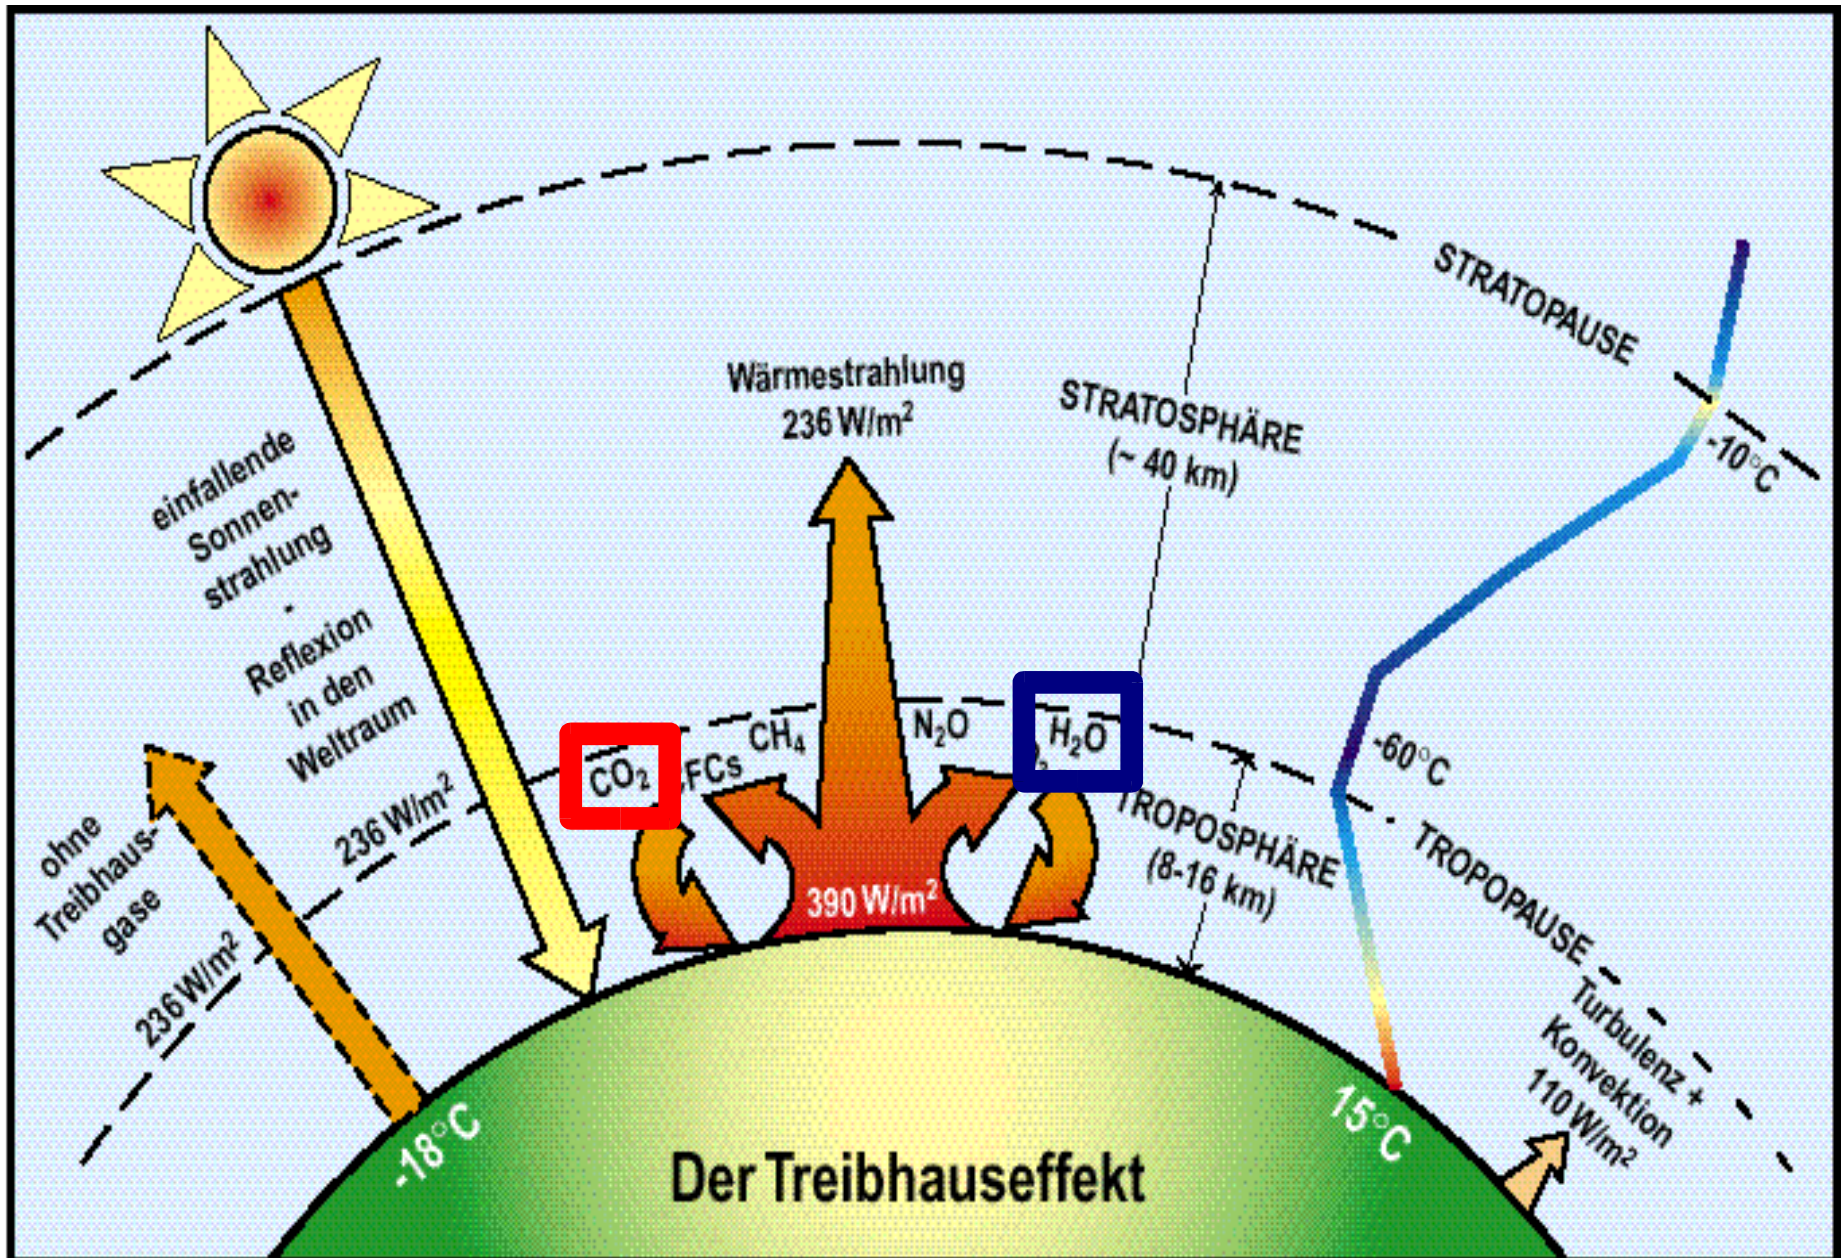 STRATOPAUSE
-10°C
Wärmestrahlung
236 W/m²
STRATOSPHÄRE
(~ 40 km)
einfallende
Sonnen-
strahlung
-
Reflexion
in den
Weltraum
236 W/m²
ohne
Treibhaus-
gase
236 W/m²
CO₂
CFCs
CH₄
N₂O
H₂O
390 W/m²
TROPOSPHÄRE
(8-16 km)
-60°C
TROPOPAUSE
Turbulenz +
Konvektion
110 W/m²
-18°C
15°C
Der Treibhauseffekt